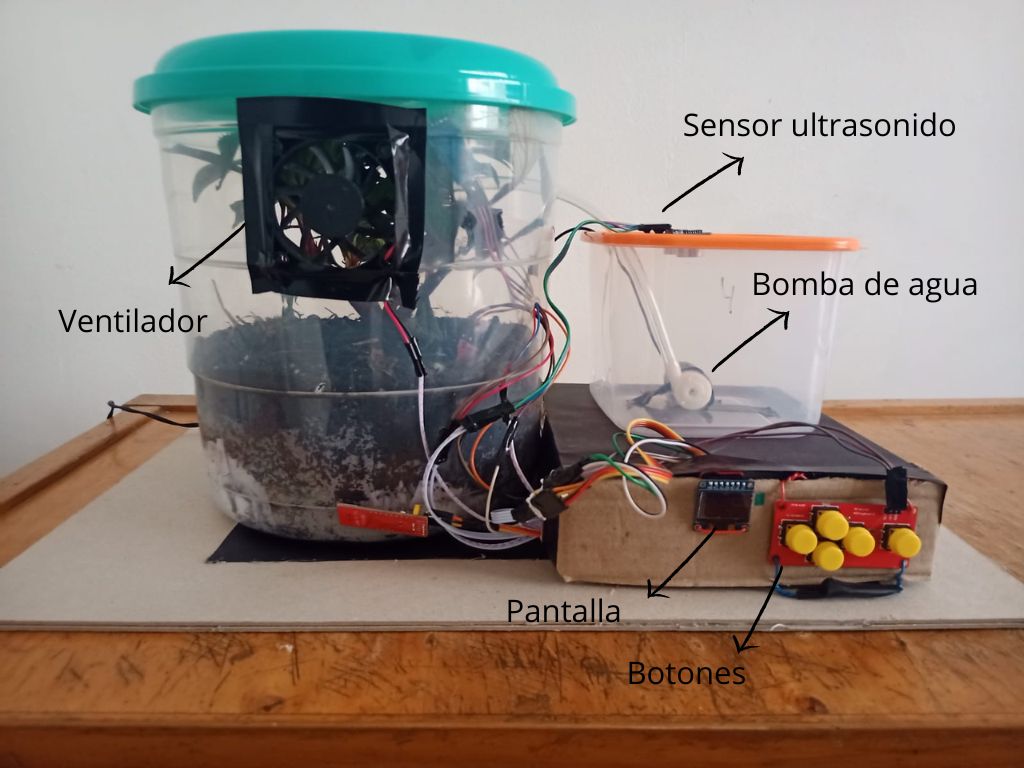 Sensor ultrasonido
Bomba de agua
Ventilador
Pantalla
Botones